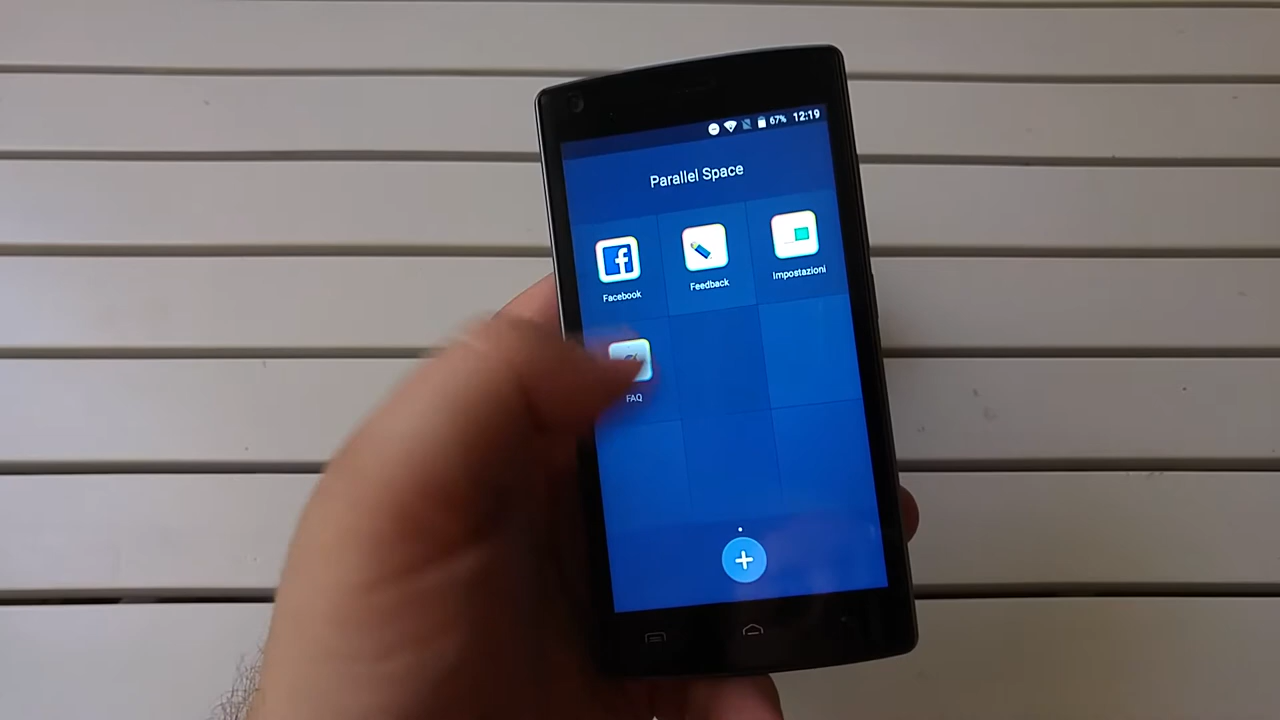 67% 12:19
Parallel Space
Facebook
Feedback
Impostazioni
FAQ